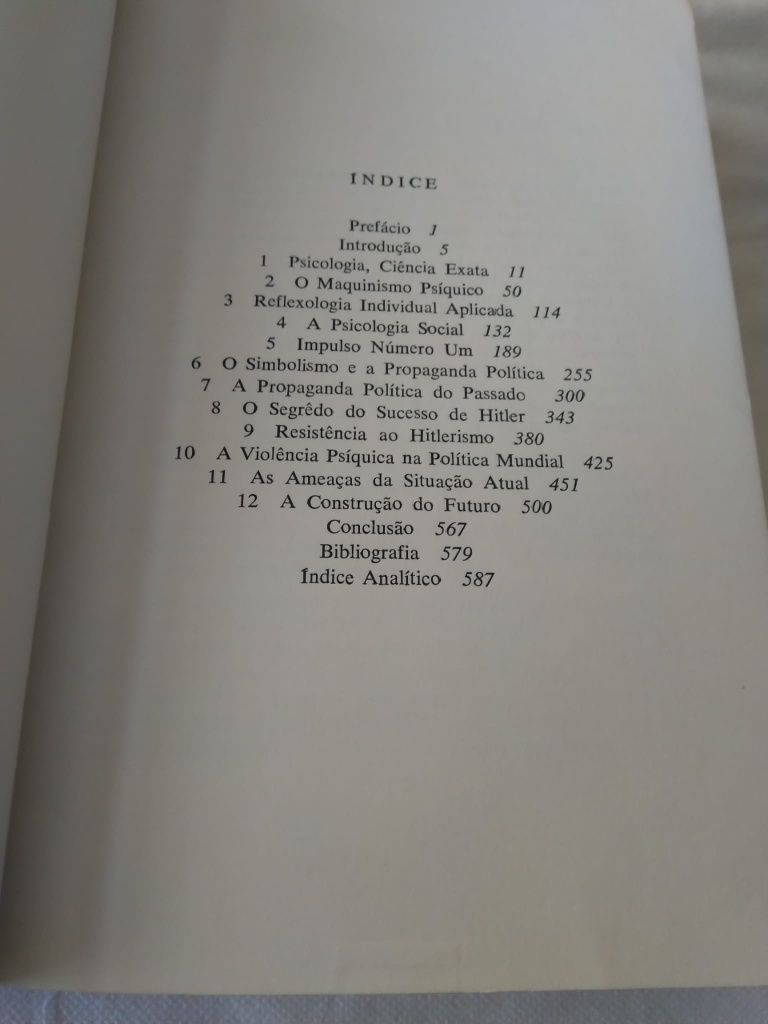 ÍNDICE
Prefácio 1
Introdução 5
1 Psicologia, Ciência Exata 11
2 O Maquinismo Psíquico 50
3 Reflexologia Individual Aplicada 114
4 A Psicologia Social 132
5 Impulso Número Um 189
6 O Simbolismo e a Propaganda Política 255
7 A Propaganda Política do Passado 300
8 O Segrêdo do Sucesso de Hitler 343
9 Resistência ao Hitlerismo 380
10 A Violência Psíquica na Política Mundial 425
11 As Ameaças da Situação Atual 451
12 A Construção do Futuro 500
Conclusão 567
Bibliografia 579
Índice Analítico 587